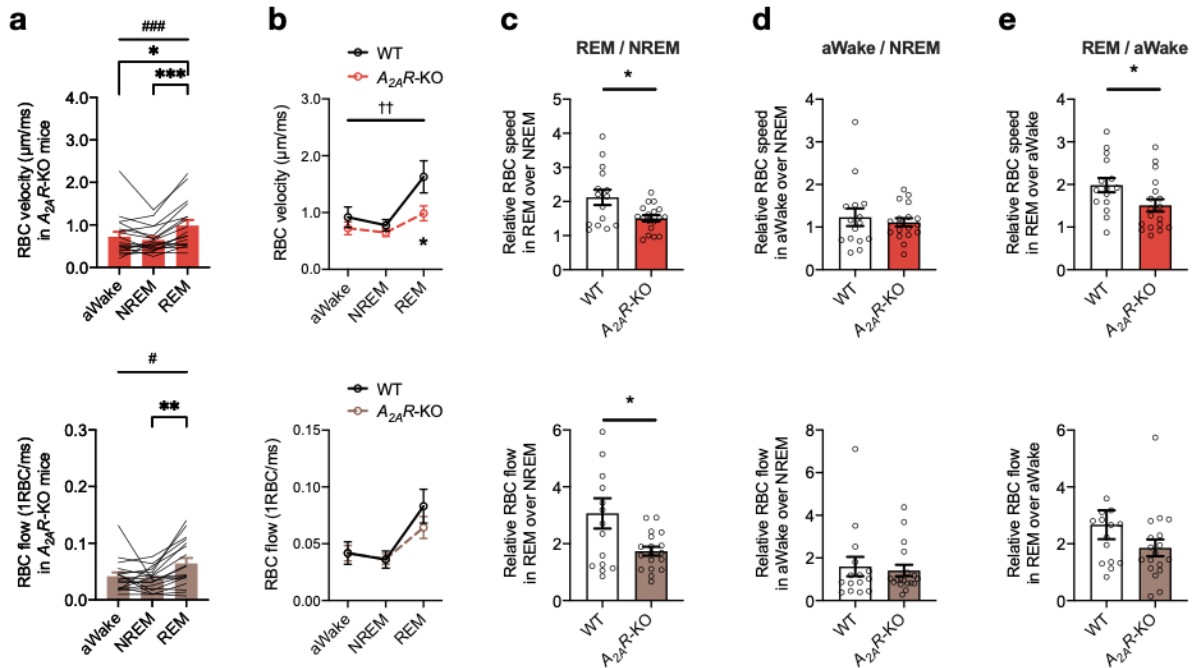 a
###
*
***
RBC velocity (μm/ms)
in A2AR-KO mice
4.0
3.0
2.0
1.0
0.0
aWake
NREM
REM
b
WT
A2AR-KO
RBC velocity (μm/ms)
3.0
2.0
1.0
0.0
††
*
aWake
NREM
REM
c
REM / NREM
*
Relative RBC speed
in REM over NREM
5
4
3
2
1
0
WT
A2AR-KO
d
aWake / NREM
Relative RBC speed
in aWake over NREM
4
3
2
1
0
WT
A2AR-KO
e
REM / aWake
*
Relative RBC speed
in REM over aWake
4
3
2
1
0
WT
A2AR-KO
#
**
RBC flow (1RBC/ms)
in A2AR-KO mice
0.3
0.2
0.1
0.0
aWake
NREM
REM
WT
A2AR-KO
RBC flow (1RBC/ms)
0.15
0.10
0.05
0.00
aWake
NREM
REM
*
Relative RBC flow
in REM over NREM
6
4
2
0
WT
A2AR-KO
Relative RBC flow
in aWake over NREM
8
6
4
2
0
WT
A2AR-KO
Relative RBC flow
in REM over aWake
6
4
2
0
WT
A2AR-KO